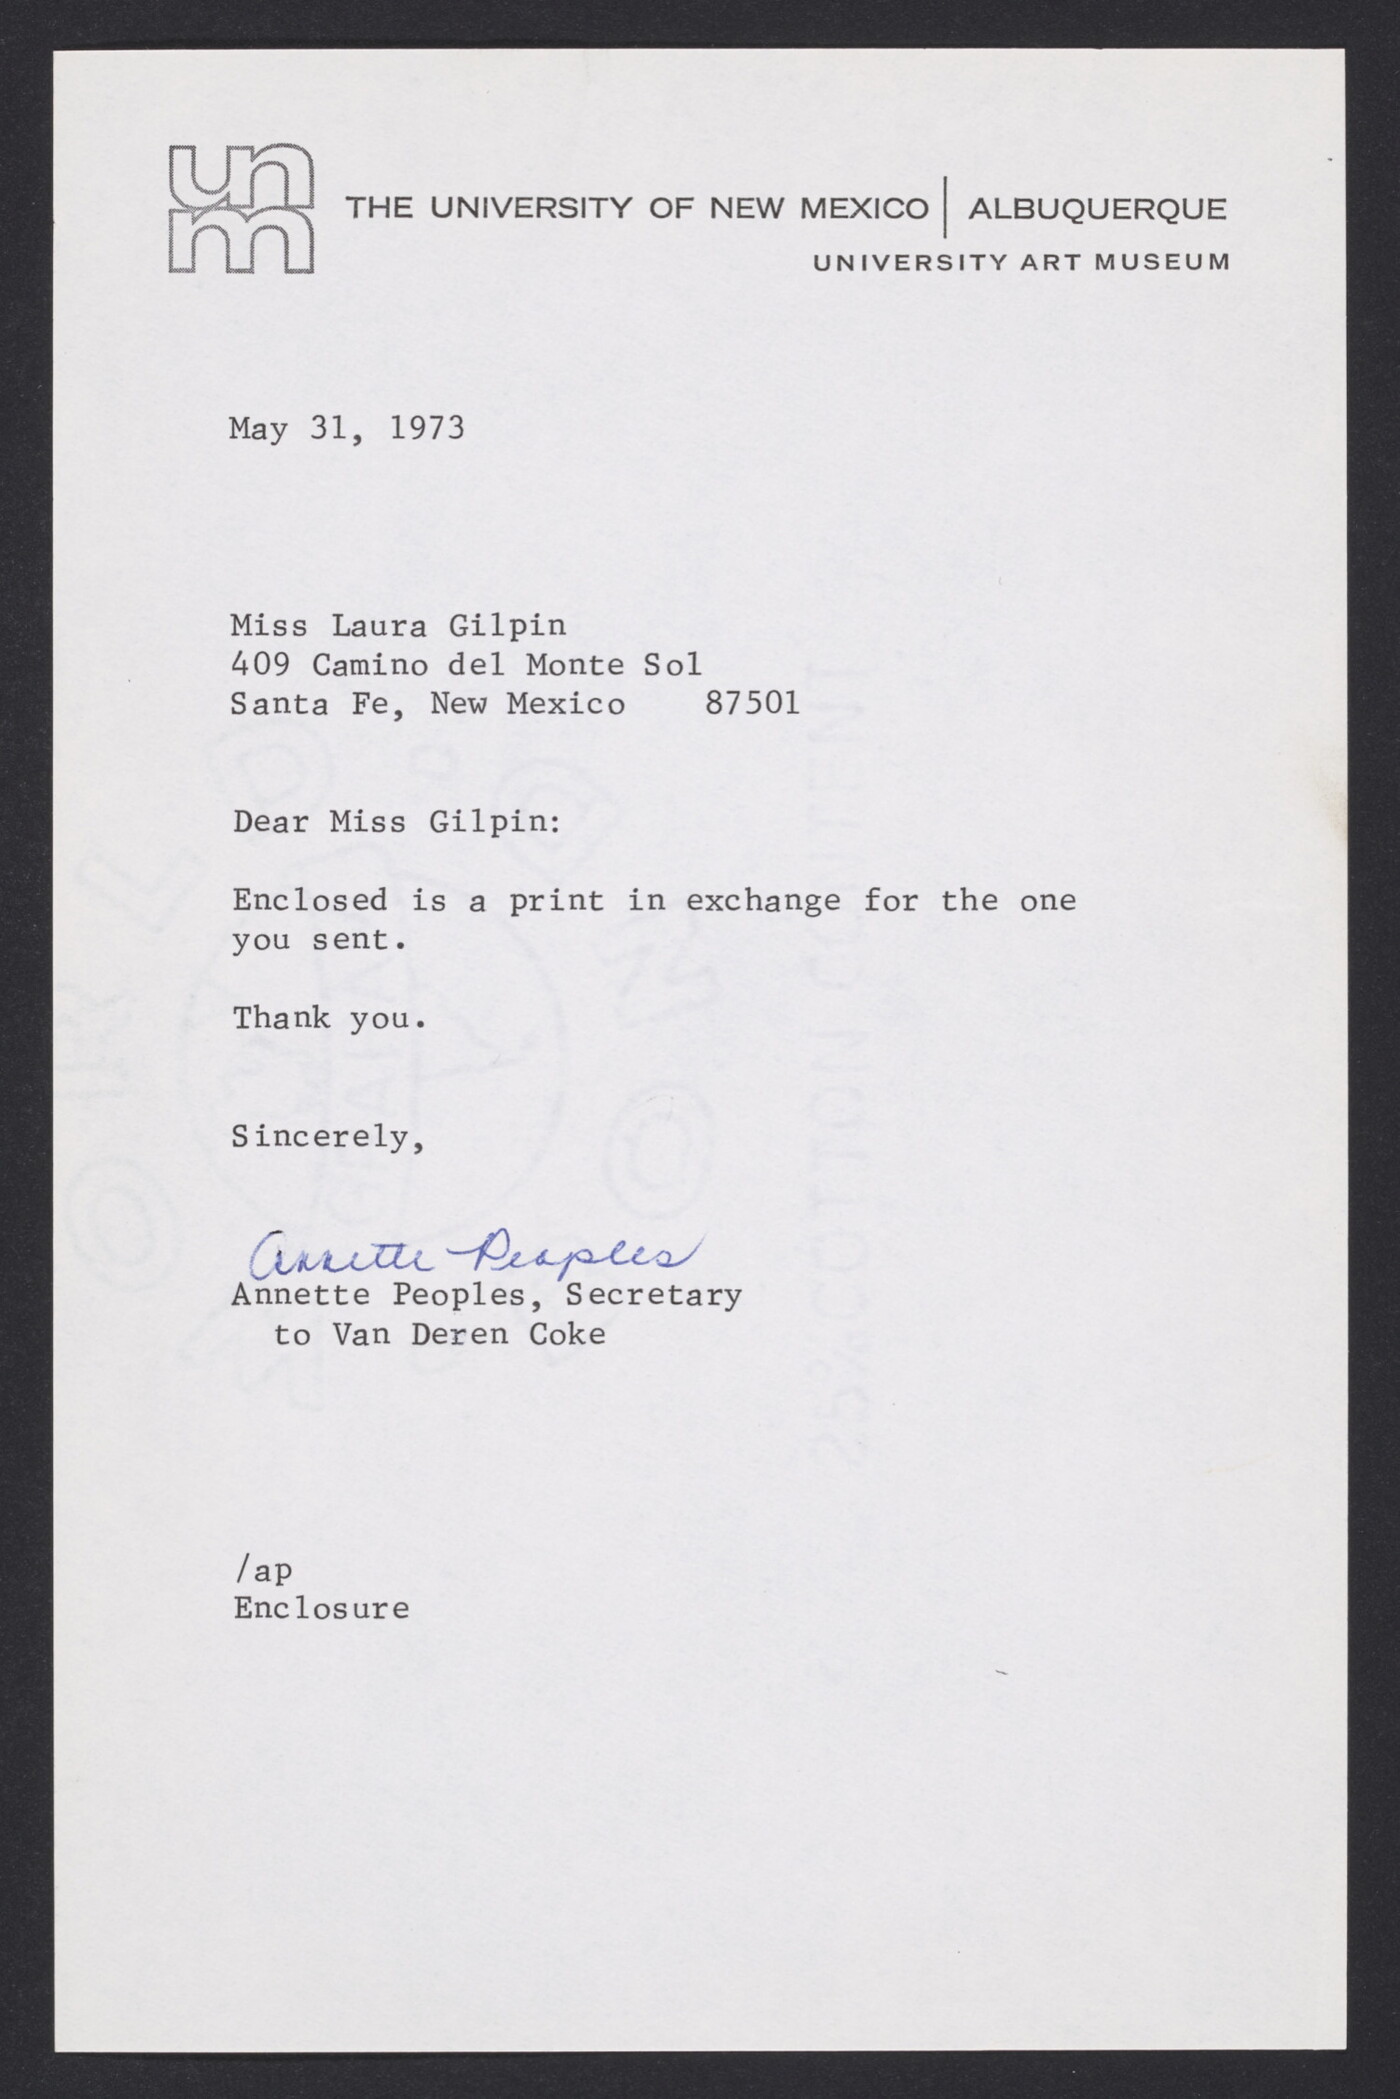 unm
THE UNIVERSITY OF NEW MEXICO | ALBUQUERQUE
UNIVERSITY ART MUSEUM
May 31, 1973
Miss Laura Gilpin
409 Camino del Monte Sol
Santa Fe, New Mexico 87501
Dear Miss Gilpin:
Enclosed is a print in exchange for the one
you sent.
Thank you.
Sincerely,
Annette Peoples
Annette Peoples, Secretary
to Van Deren Coke
/ap
Enclosure